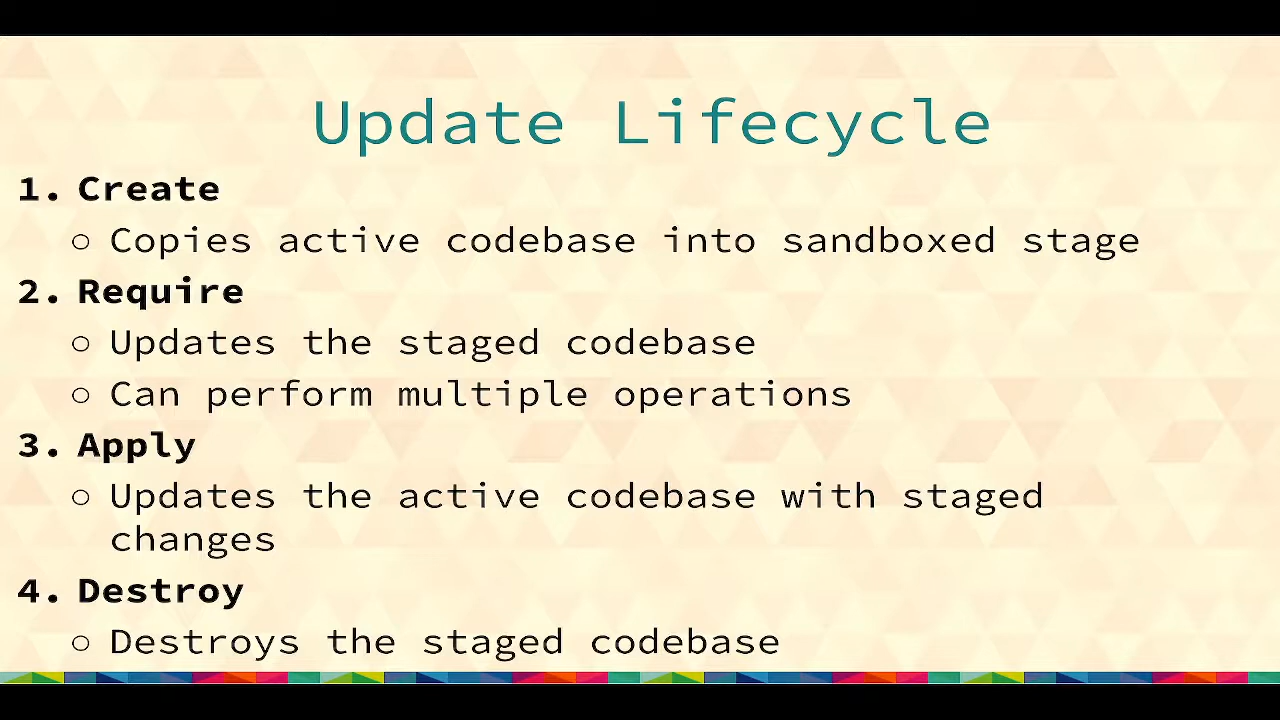 Update Lifecycle
1. Create
○ Copies active codebase into sandboxed stage
2. Require
○ Updates the staged codebase
○ Can perform multiple operations
3. Apply
○ Updates the active codebase with staged
changes
4. Destroy
○ Destroys the staged codebase